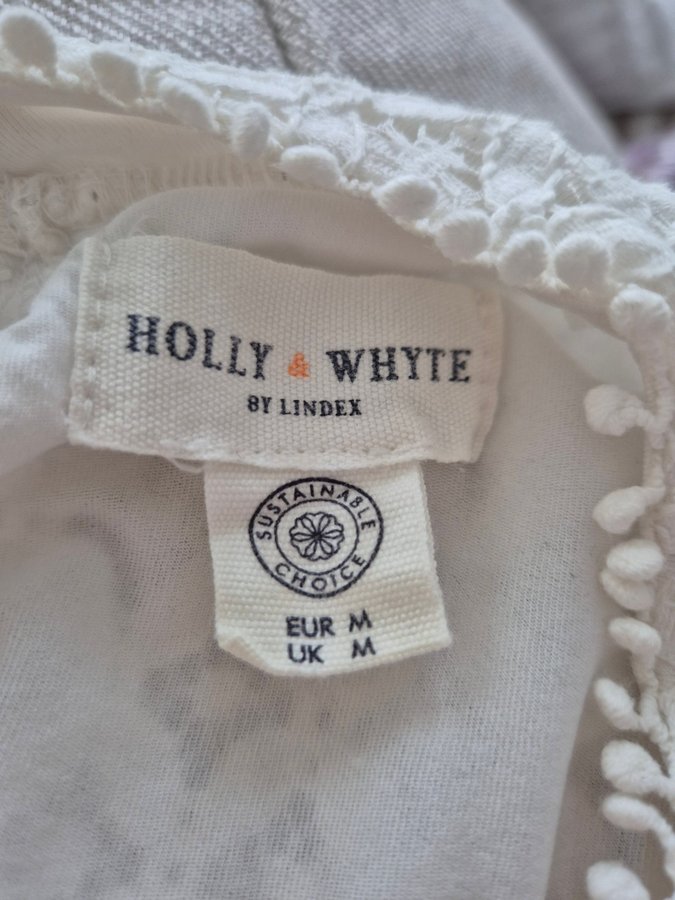 HOLLY & WHYTE
BY LINDEX
SUSTAINABLE
CHOICE
EUR M
UK M